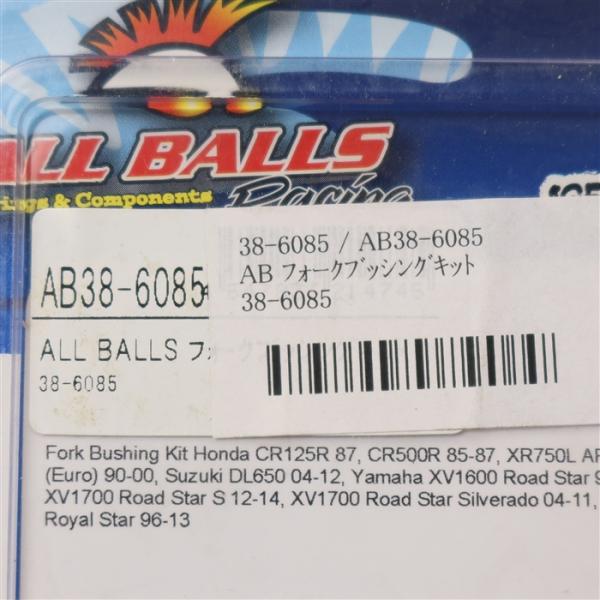 ALL BALLS
Racing
& Components
38-6085 / AB38-6085
AB フォークブッシングキット
38-6085
AB38-6085
ALL BALLS フォ
38-6085
Fork Bushing Kit Honda CR125R 87, CR500R 85-87, XR750L
(Euro) 90-00, Suzuki DL650 04-12, Yamaha XV1600 Road Star
XV1700 Road Star S 12-14, XV1700 Road Star Silverado 04-11,
Royal Star 96-13